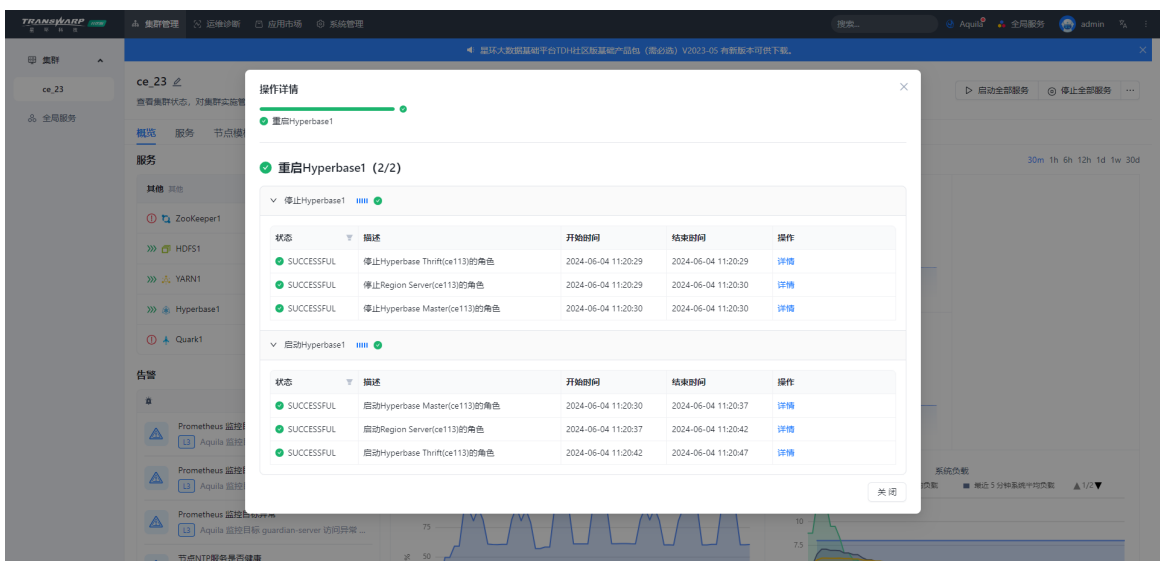 TRANSWARP
星环科技
集群管理 运维诊断 应用市场 系统管理
搜索...
Aquila 全局服务 admin
星环大数据基础平台TDH社区版基础产品包（需必选）V2023-05 有新版本可供下载。
集群
ce_23
全局服务
ce_23
查看集群状态，对集群实施管
启动全部服务 停止全部服务 ...
概览 服务 节点模
服务
30m 1h 6h 12h 1d 1w 30d
其他 其他
ZooKeeper1
HDFS1
YARN1
Hyperbase1
Quark1
告警
Prometheus 监控
L3 Aquila 监控
Prometheus 监控
L3 Aquila 监控
Prometheus 监控目标异常
L3 Aquila 监控目标 guardian-server 访问异常 ...
节点NTP服务是否健康
操作详情
重启Hyperbase1
重启Hyperbase1 (2/2)
停止Hyperbase1
状态 描述 开始时间 结束时间 操作
SUCCESSFUL 停止Hyperbase Thrift(ce113)的角色 2024-06-04 11:20:29 2024-06-04 11:20:29 详情
SUCCESSFUL 停止Region Server(ce113)的角色 2024-06-04 11:20:29 2024-06-04 11:20:30 详情
SUCCESSFUL 停止Hyperbase Master(ce113)的角色 2024-06-04 11:20:30 2024-06-04 11:20:30 详情
启动Hyperbase1
状态 描述 开始时间 结束时间 操作
SUCCESSFUL 启动Hyperbase Master(ce113)的角色 2024-06-04 11:20:30 2024-06-04 11:20:37 详情
SUCCESSFUL 启动Region Server(ce113)的角色 2024-06-04 11:20:37 2024-06-04 11:20:42 详情
SUCCESSFUL 启动Hyperbase Thrift(ce113)的角色 2024-06-04 11:20:42 2024-06-04 11:20:47 详情
关闭
系统负载
负载 最近 5 分钟系统平均负载 1/2
75
50
%
10
7.5